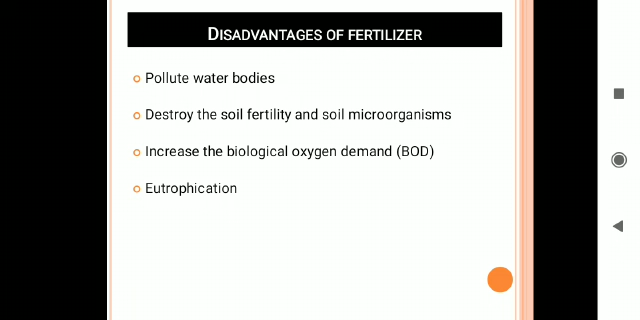 DISADVANTAGES OF FERTILIZER
Pollute water bodies
Destroy the soil fertility and soil microorganisms
Increase the biological oxygen demand (BOD)
Eutrophication